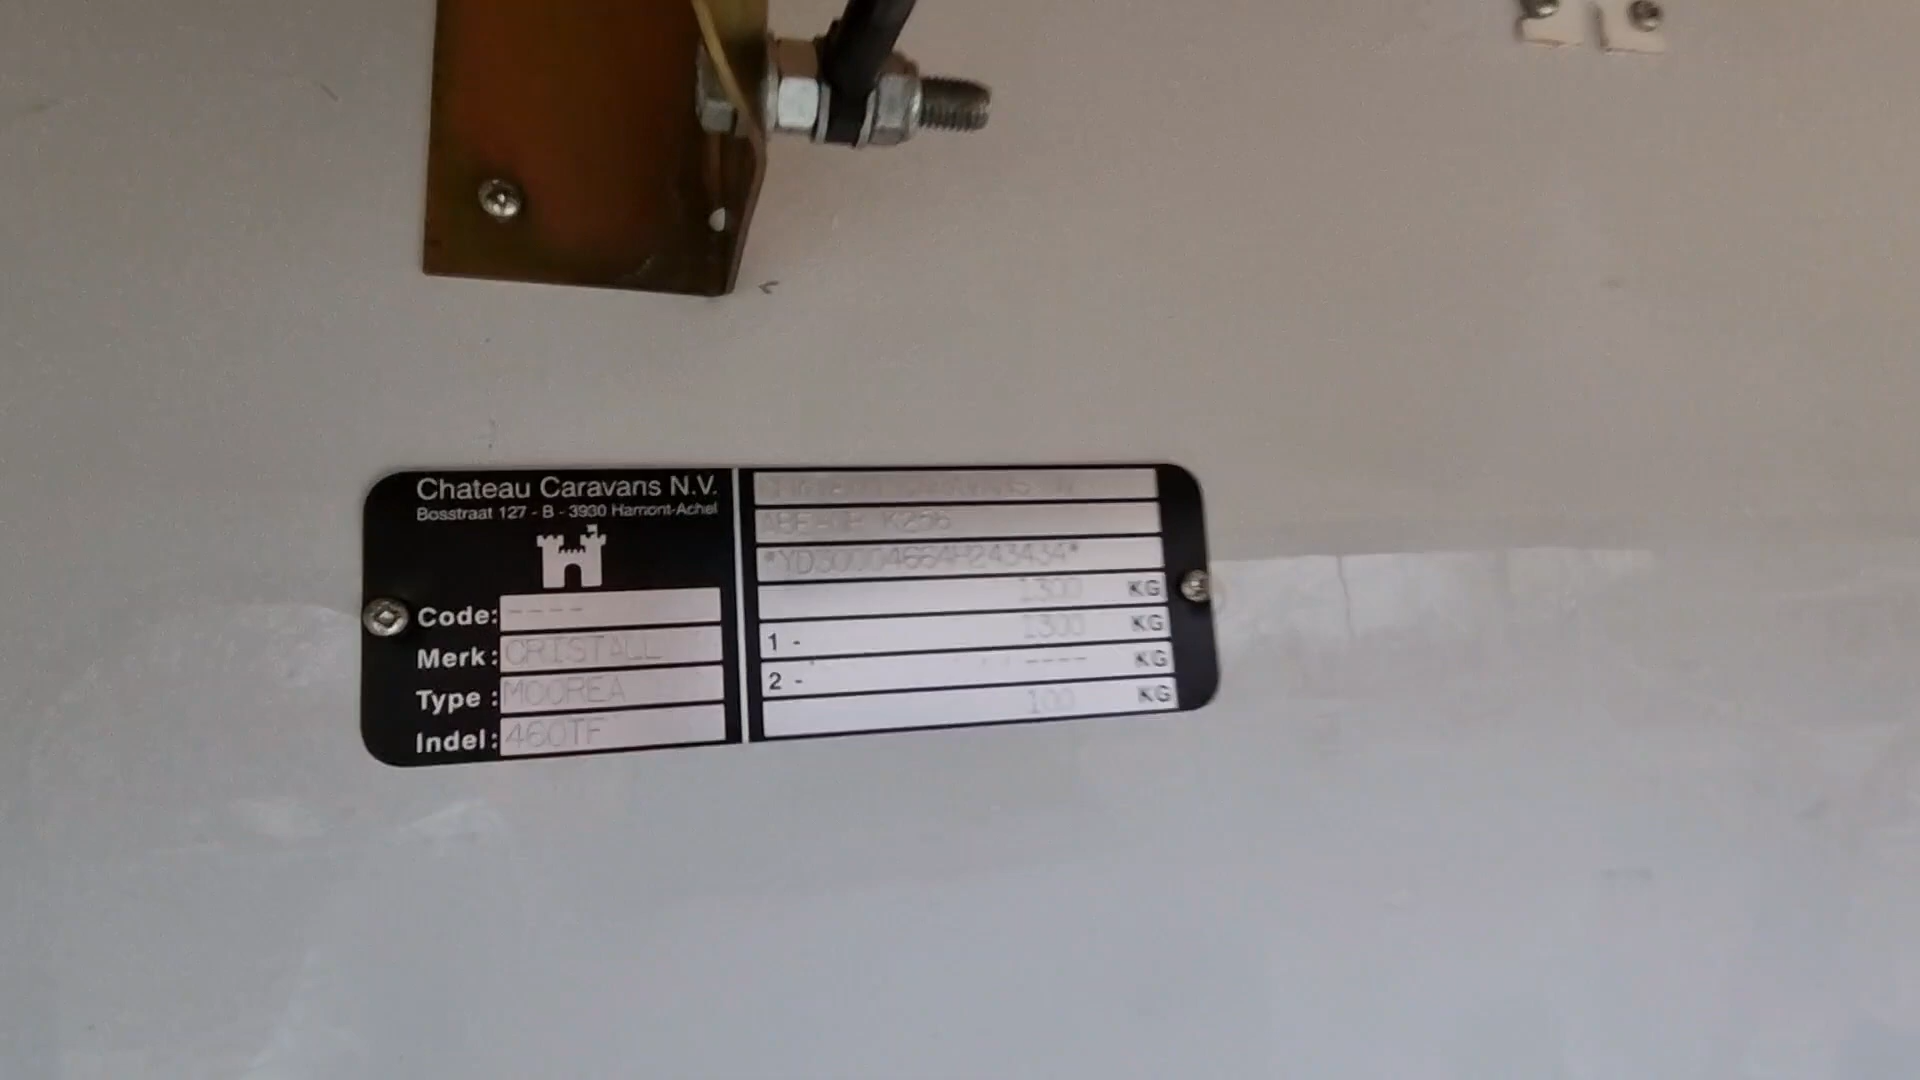 Chateau Caravans N.V.
Bosstraat 127 - B - 3930 Hamont-Achel
Code: ----
Merk: CRISTALL
Type : MOOREA
Indel: 460TF
K256
1300 KG
1 - 1300 KG
2 - ---- KG
100 KG